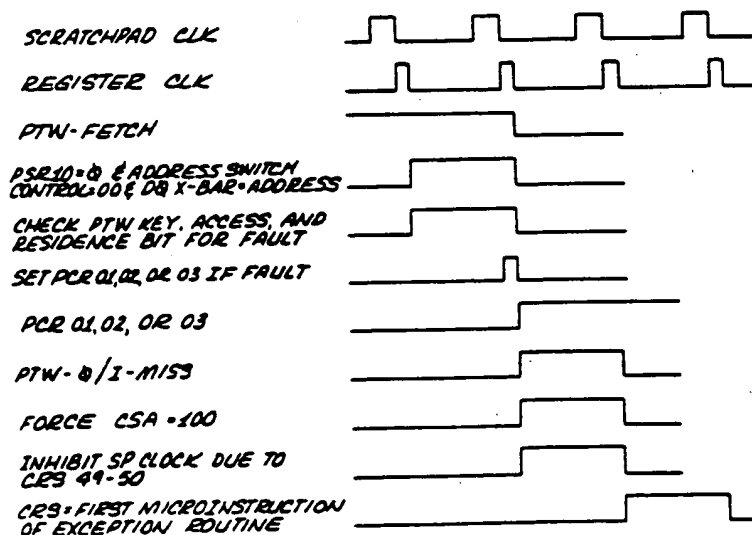 SCRATCHPAD CLK
REGISTER CLK
PTW-FETCH
PSR10=0 & ADDRESS SWITCH
CONTROL=00 & DQ X-BAR=ADDRESS
CHECK PTW KEY, ACCESS, AND
RESIDENCE BIT FOR FAULT
SET PCR 01,02, OR 03 IF FAULT
PCR 01,02, OR 03
PTW-0/1-MISS
FORCE CSA=100
INHIBIT SP CLOCK DUE TO
CRS 49-50
CRS=FIRST MICROINSTRUCTION
OF EXCEPTION ROUTINE